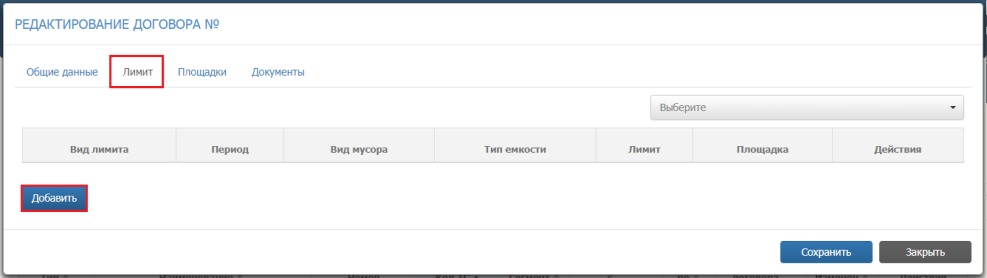 РЕДАКТИРОВАНИЕ ДОГОВОРА №
Общие данные Лимит Площадки Документы
Выберите
Вид лимита Период Вид мусора Тип емкости Лимит Площадка Действия
Добавить
Сохранить Закрыть